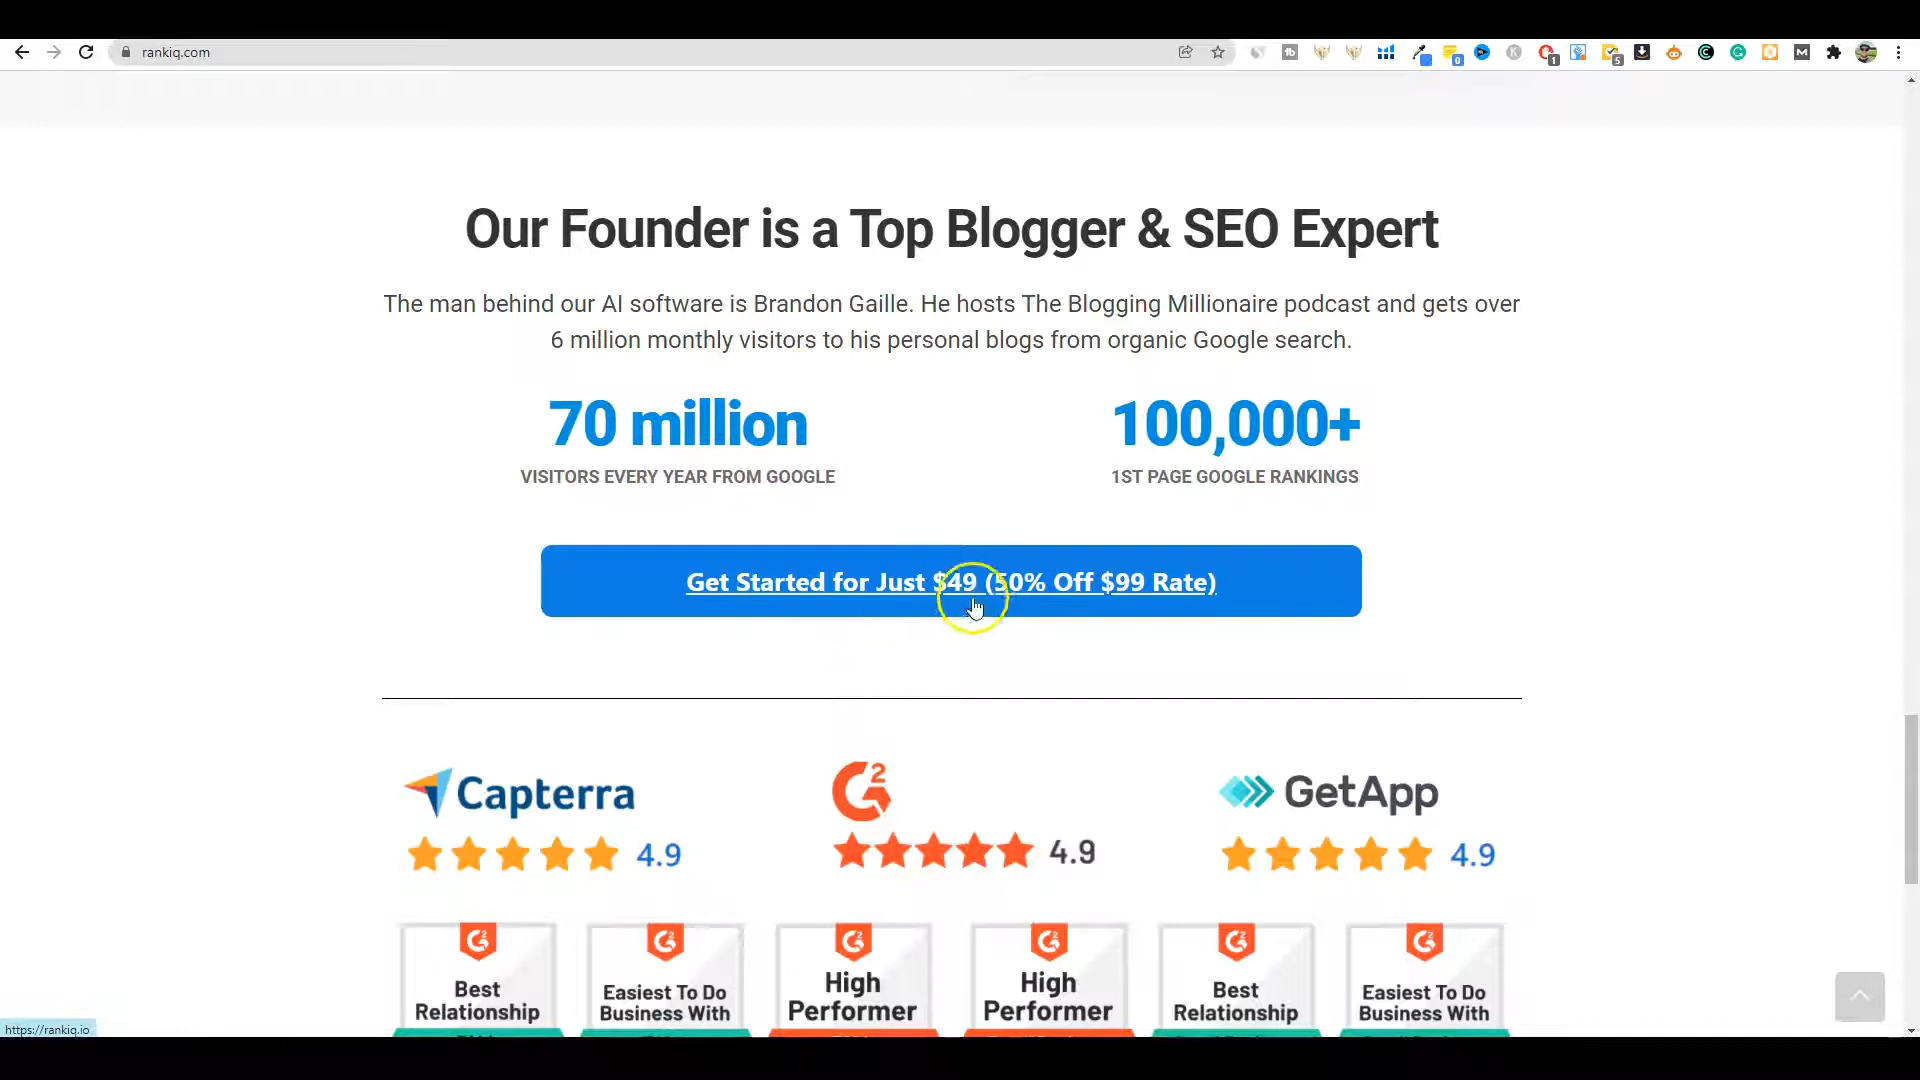 rankiq.com
0
1
5
Our Founder is a Top Blogger & SEO Expert
The man behind our AI software is Brandon Gaille. He hosts The Blogging Millionaire podcast and gets over
6 million monthly visitors to his personal blogs from organic Google search.
70 million
100,000+
VISITORS EVERY YEAR FROM GOOGLE
1ST PAGE GOOGLE RANKINGS
Get Started for Just $49 (50% Off $99 Rate)
Capterra
G2
GetApp
4.9
4.9
4.9
Best
Relationship
Easiest To Do
Business With
High
Performer
High
Performer
Best
Relationship
Easiest To Do
Business With
https://rankiq.io